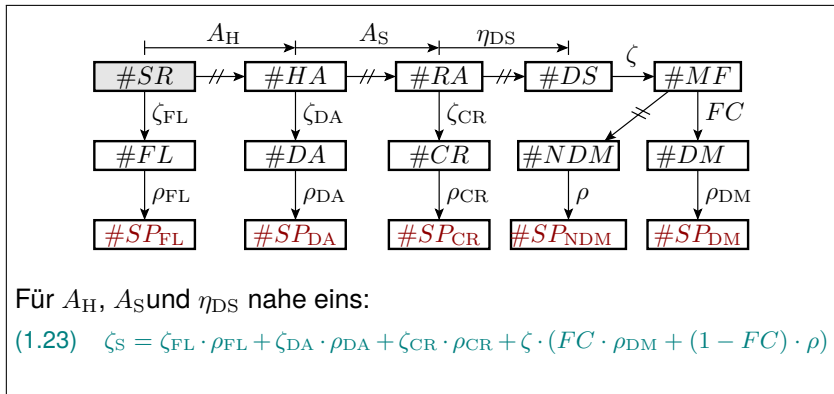 A_H A_S η_DS
#SR #HA #RA #DS ζ #MF
ζ_FL ζ_DA ζ_CR FC
#FL #DA #CR #NDM #DM
ρ_FL ρ_DA ρ_CR ρ ρ_DM
#SP_FL #SP_DA #SP_CR #SP_NDM #SP_DM
Für A_H, A_Sund η_DS nahe eins:
(1.23) ζ_S = ζ_FL · ρ_FL + ζ_DA · ρ_DA + ζ_CR · ρ_CR + ζ · (FC · ρ_DM + (1 − FC) · ρ)